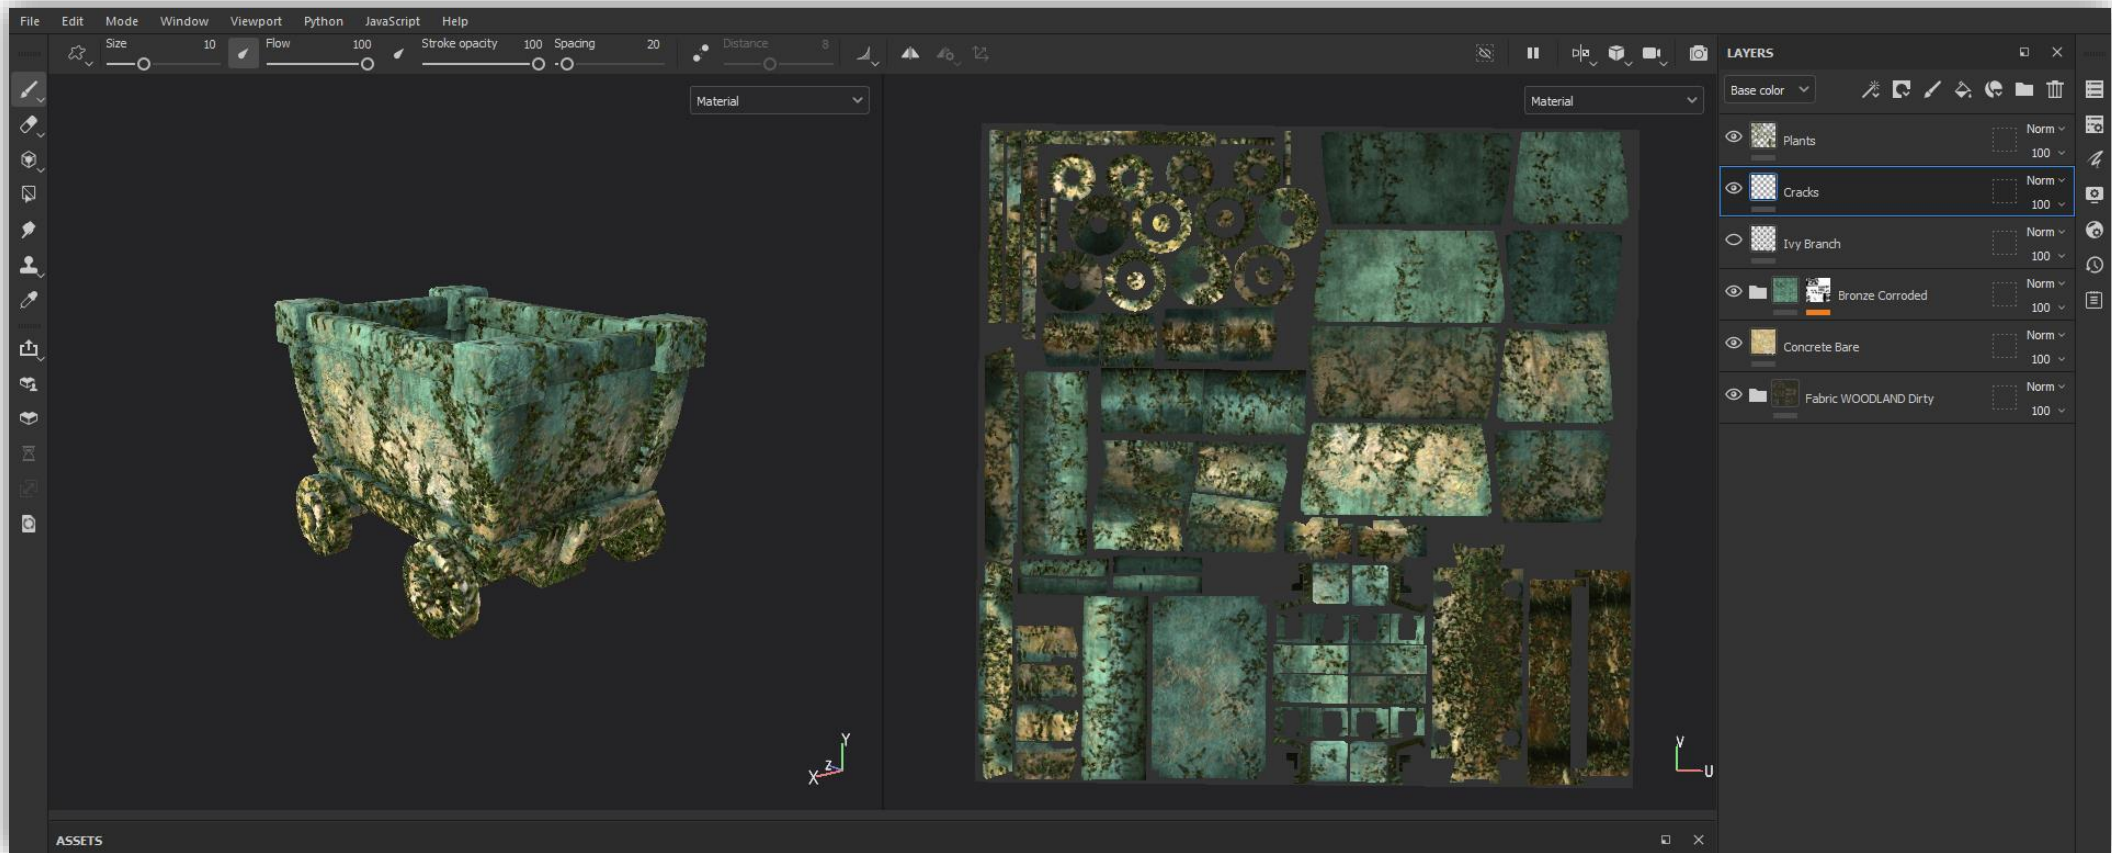 File Edit Mode Window Viewport Python JavaScript Help
Size 10 Flow 100 Stroke opacity 100 Spacing 20 Distance 8
LAYERS
Material
Material
Base color
Plants Norm
100
Cracks Norm
100
Ivy Branch Norm
100
Bronze Corroded Norm
100
Concrete Bare Norm
100
Fabric WOODLAND Dirty Norm
100
Y
Z
X
V
U
ASSETS